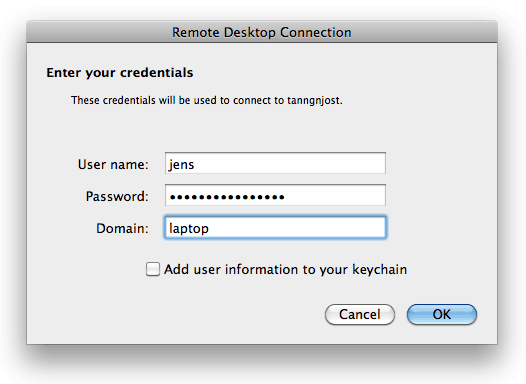 Remote Desktop Connection
Enter your credentials
These credentials will be used to connect to tanngnjost.
User name: jens
Password: ••••••••••••••••
Domain: laptop
Add user information to your keychain
Cancel OK